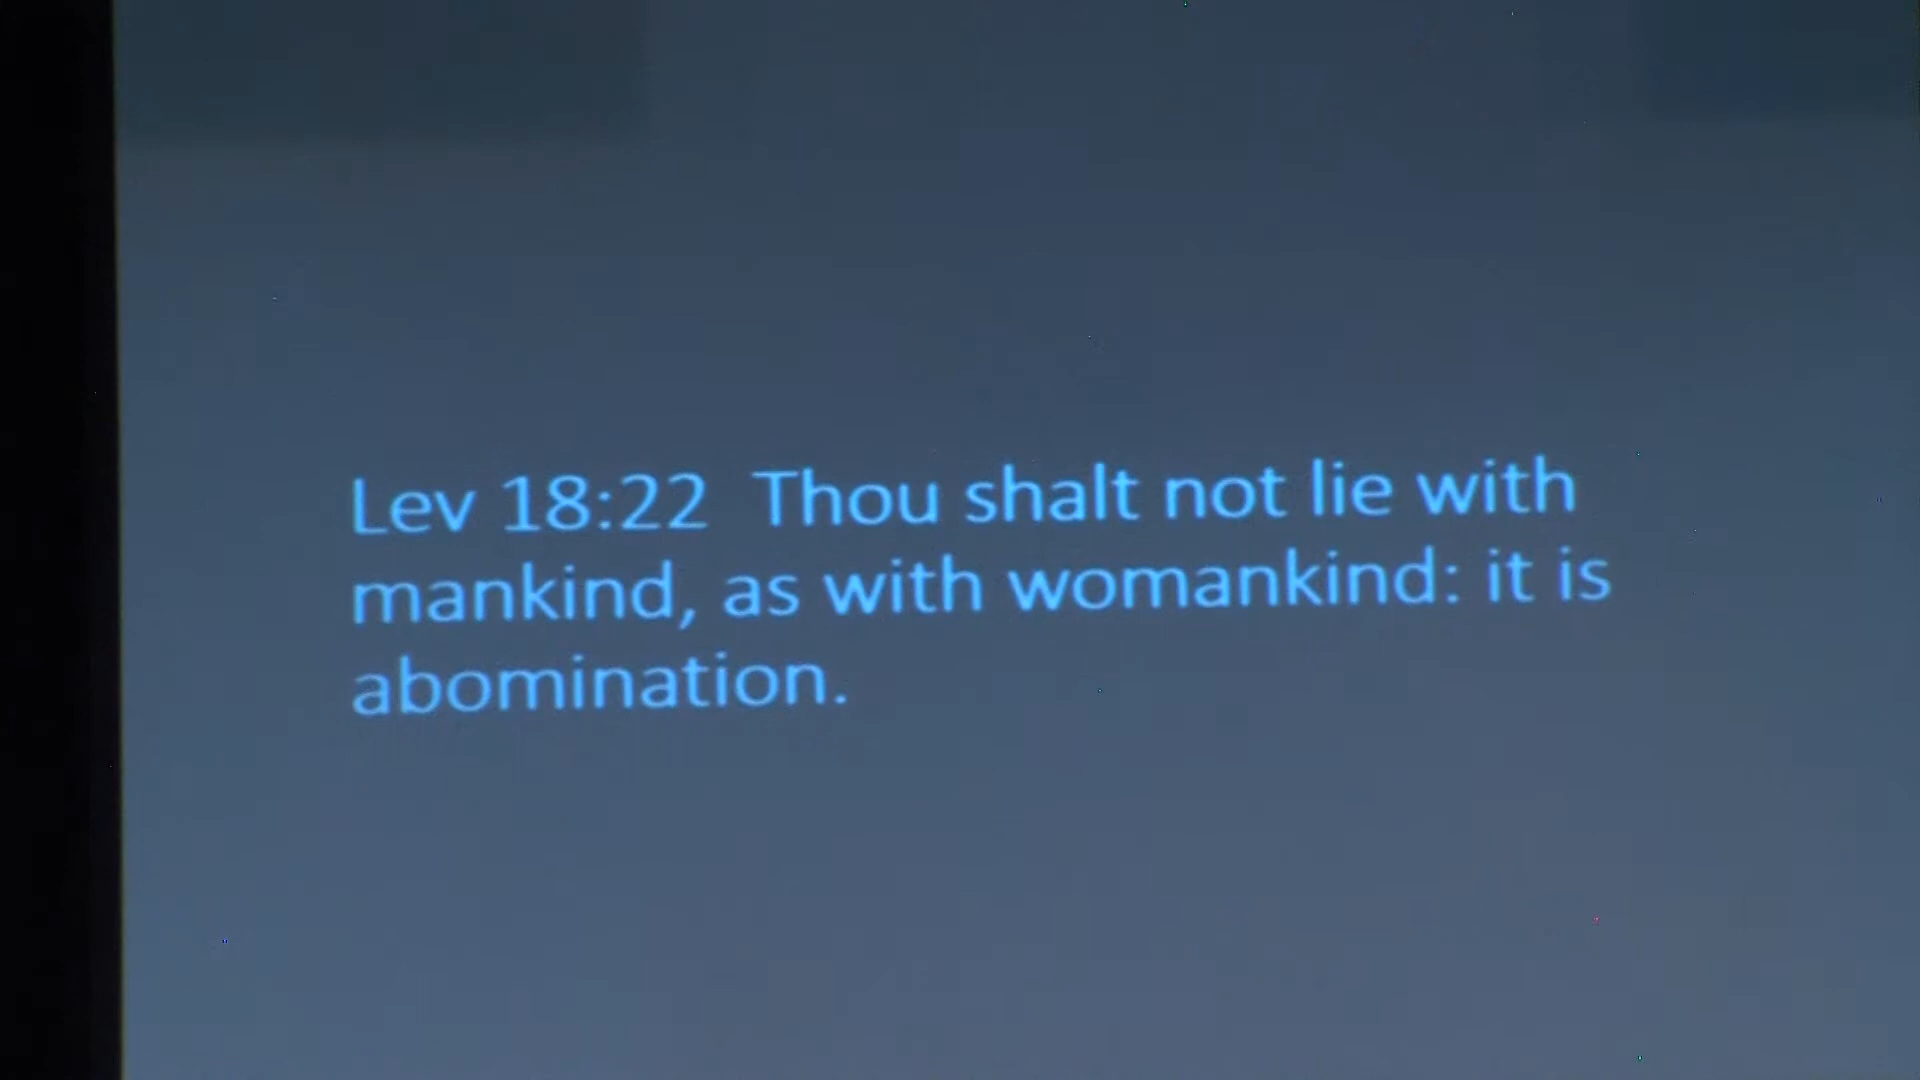 Lev 18:22  Thou shalt not lie with
mankind, as with womankind: it is
abomination.